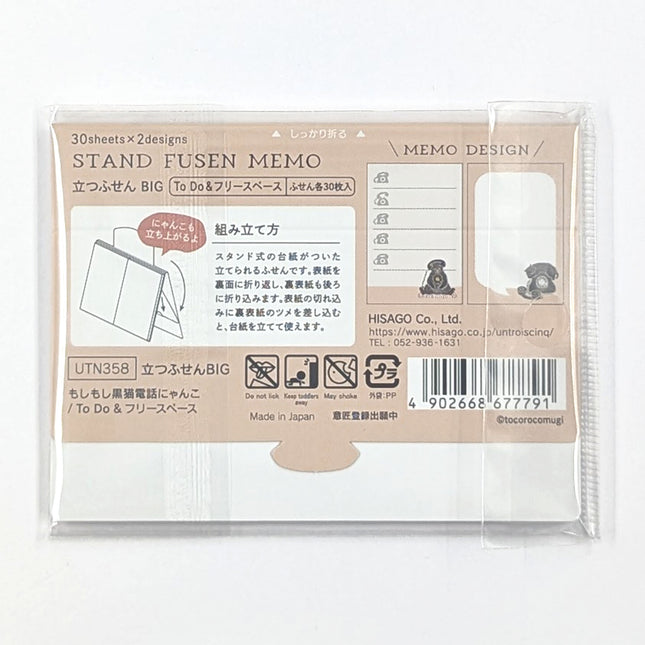 30sheets×2designs
▲ しっかり折る ▲
STAND FUSEN MEMO
立つふせん BIG To Do&フリースペース ふせん各30枚入
にゃんこも
立ち上がるよ
組み立て方
スタンド式の台紙がついた
立てられるふせんです。表紙を
裏面に折り返し、裏表紙も後ろ
に折り込みます。表紙の切れ込
みに裏表紙のツメを差し込む
と、台紙を立てて使えます。
\ MEMO DESIGN /
HISAGO Co., Ltd.
https://www.hisago.co.jp/untroiscinq/
TEL : 052-936-1631
UTN358 立つふせんBIG
もしもし黒猫電話にゃんこ
/ To Do & フリースペース
Do not lick
Keep toddlers
away
May choke
プラ
外袋:PP
Made in Japan 意匠登録出願中
4 902668 677791
©tocorocomugi